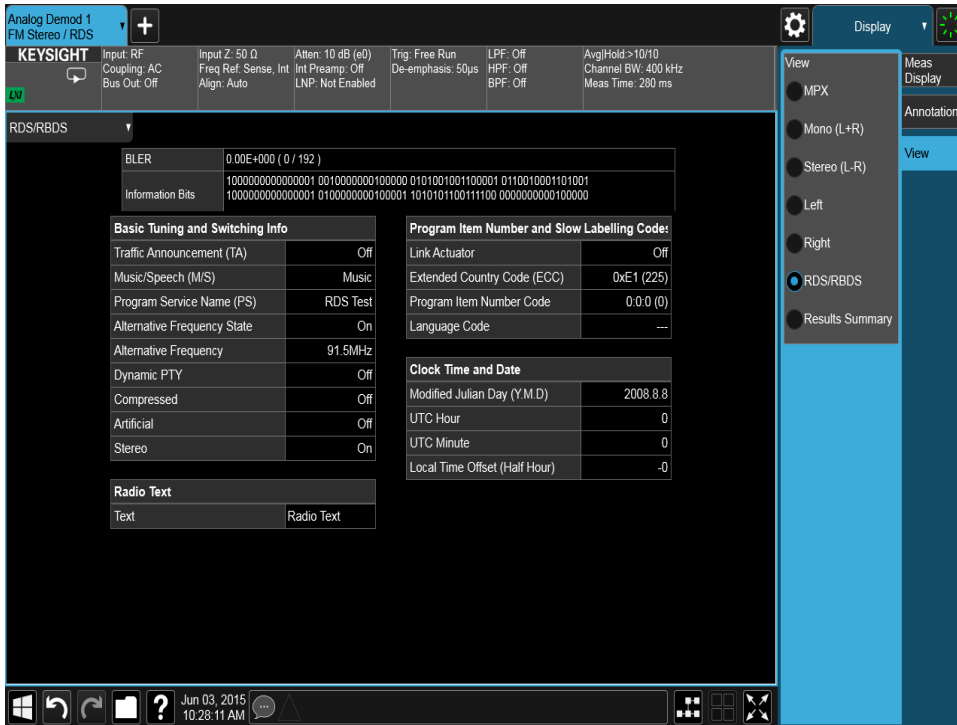 Analog Demod 1
FM Stereo / RDS
Display
KEYSIGHT
LXI
Input: RF
Coupling: AC
Bus Out: Off
Input Z: 50 Ω
Freq Ref: Sense, Int
Align: Auto
Atten: 10 dB (e0)
Int Preamp: Off
LNP: Not Enabled
Trig: Free Run
De-emphasis: 50µs
LPF: Off
HPF: Off
BPF: Off
Avg|Hold:>10/10
Channel BW: 400 kHz
Meas Time: 280 ms
RDS/RBDS
BLER 0.00E+000 ( 0 / 192 )
Information Bits
1000000000000001 0010000000100000 0101001001100001 0110010001101001
1000000000000001 0100000000100001 1010101100111100 0000000000100000
Basic Tuning and Switching Info
Traffic Announcement (TA) Off
Music/Speech (M/S) Music
Program Service Name (PS) RDS Test
Alternative Frequency State On
Alternative Frequency 91.5MHz
Dynamic PTY Off
Compressed Off
Artificial Off
Stereo On
Radio Text
Text Radio Text
Program Item Number and Slow Labelling Codes
Link Actuator Off
Extended Country Code (ECC) 0xE1 (225)
Program Item Number Code 0:0:0 (0)
Language Code ---
Clock Time and Date
Modified Julian Day (Y.M.D) 2008.8.8
UTC Hour 0
UTC Minute 0
Local Time Offset (Half Hour) -0
View
MPX
Mono (L+R)
Stereo (L-R)
Left
Right
RDS/RBDS
Results Summary
Meas
Display
Annotation
View
?
Jun 03, 2015
10:28:11 AM